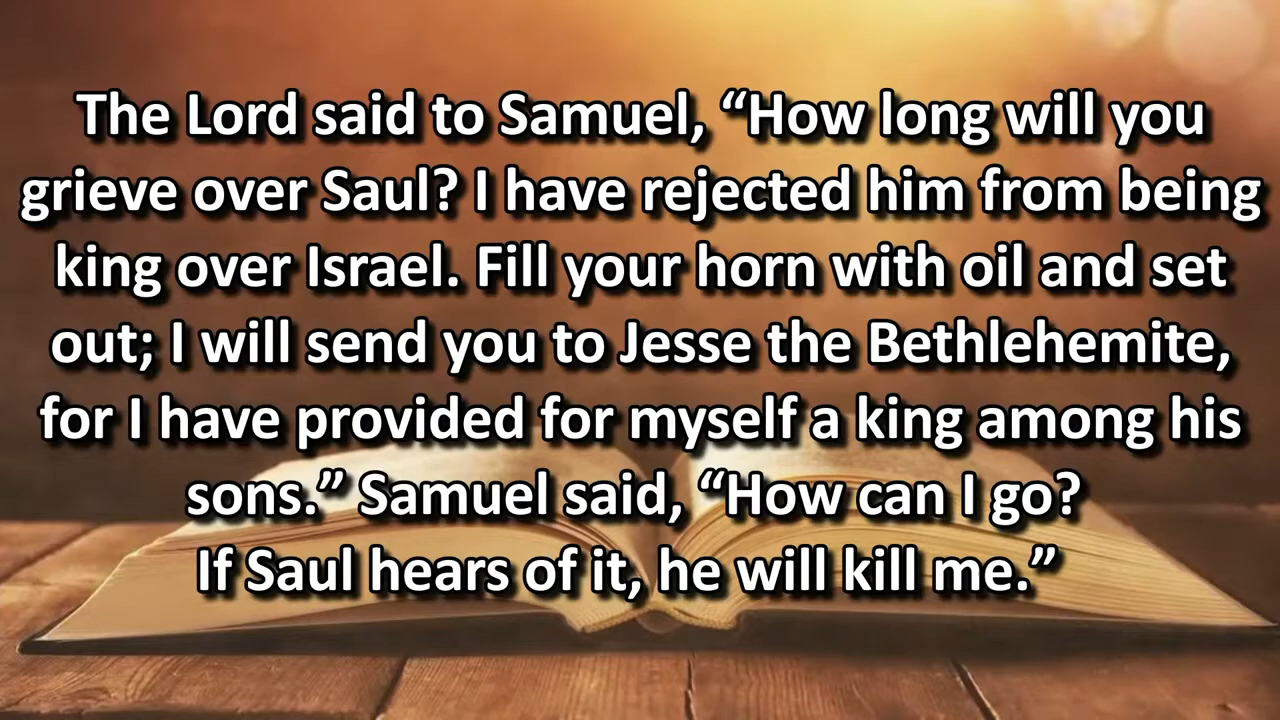 The Lord said to Samuel, “How long will you
grieve over Saul? I have rejected him from being
king over Israel. Fill your horn with oil and set
out; I will send you to Jesse the Bethlehemite,
for I have provided for myself a king among his
sons.” Samuel said, “How can I go?
If Saul hears of it, he will kill me.”